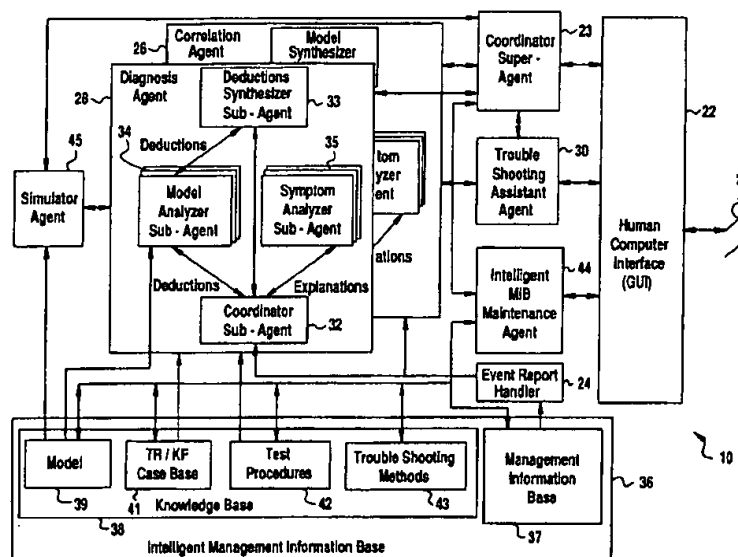 26
Correlation
Agent
Model
Synthesizer
28
Diagnosis
Agent
Deductions
Synthesizer
Sub - Agent
33
Deductions
34
Model
Analyzer
Sub - Agent
35
Symptom
Analyzer
Sub - Agent
tom
yzer
ent
ations
Deductions
Explanations
Coordinator
Sub - Agent
32
45
Simulator
Agent
23
Coordinator
Super -
Agent
30
Trouble
Shooting
Assistant
Agent
44
Intelligent
MIB
Maintenance
Agent
Event Report
Handler
24
22
Human
Computer
Interface
(GUI)
10
Model
39
TR / KF
Case Base
41
Test
Procedures
42
Trouble Shooting
Methods
43
Knowledge Base
38
Management
Information
Base
37
36
Intelligent Management Information Base